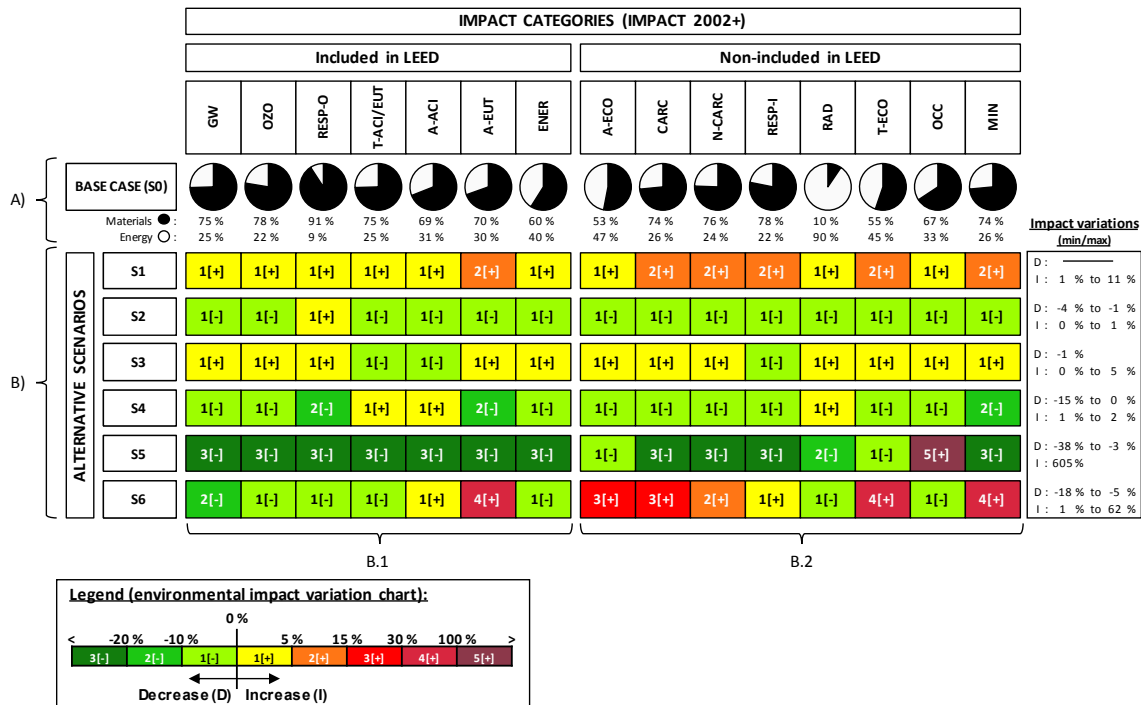 IMPACT CATEGORIES (IMPACT 2002+)
Included in LEED
Non-included in LEED
GW OZO RESP-O T-ACI/EUT A-ACI A-EUT ENER A-ECO CARC N-CARC RESP-I RAD T-ECO OCC MIN
A)
BASE CASE (S0)
Materials : 75 % 78 % 91 % 75 % 69 % 70 % 60 % 53 % 74 % 76 % 78 % 10 % 55 % 67 % 74 %
Energy : 25 % 22 % 9 % 25 % 31 % 30 % 40 % 47 % 26 % 24 % 22 % 90 % 45 % 33 % 26 %
Impact variations
(min/max)
B)
ALTERNATIVE SCENARIOS
S1 1[+] 1[+] 1[+] 1[+] 1[+] 2[+] 1[+] 1[+] 2[+] 2[+] 2[+] 1[+] 2[+] 1[+] 2[+]
D :
I : 1 % to 11 %
S2 1[-] 1[-] 1[+] 1[-] 1[-] 1[-] 1[-] 1[-] 1[-] 1[-] 1[-] 1[-] 1[-] 1[-] 1[-]
D : -4 % to -1 %
I : 0 % to 1 %
S3 1[+] 1[+] 1[+] 1[-] 1[-] 1[+] 1[+] 1[+] 1[+] 1[+] 1[-] 1[+] 1[+] 1[+] 1[+]
D : -1 %
I : 0 % to 5 %
S4 1[-] 1[-] 2[-] 1[+] 1[+] 2[-] 1[-] 1[-] 1[-] 1[-] 1[-] 1[+] 1[-] 1[-] 2[-]
D : -15 % to 0 %
I : 1 % to 2 %
S5 3[-] 3[-] 3[-] 3[-] 3[-] 3[-] 3[-] 1[-] 3[-] 3[-] 3[-] 2[-] 1[-] 5[+] 3[-]
D : -38 % to -3 %
I : 605 %
S6 2[-] 1[-] 1[-] 1[-] 1[+] 4[+] 1[-] 3[+] 3[+] 2[+] 1[+] 1[-] 4[+] 1[-] 4[+]
D : -18 % to -5 %
I : 1 % to 62 %
B.1
B.2
Legend (environmental impact variation chart):
0 %
< -20 % -10 % 5 % 15 % 30 % 100 % >
3[-] 2[-] 1[-] 1[+] 2[+] 3[+] 4[+] 5[+]
Decrease (D) Increase (I)